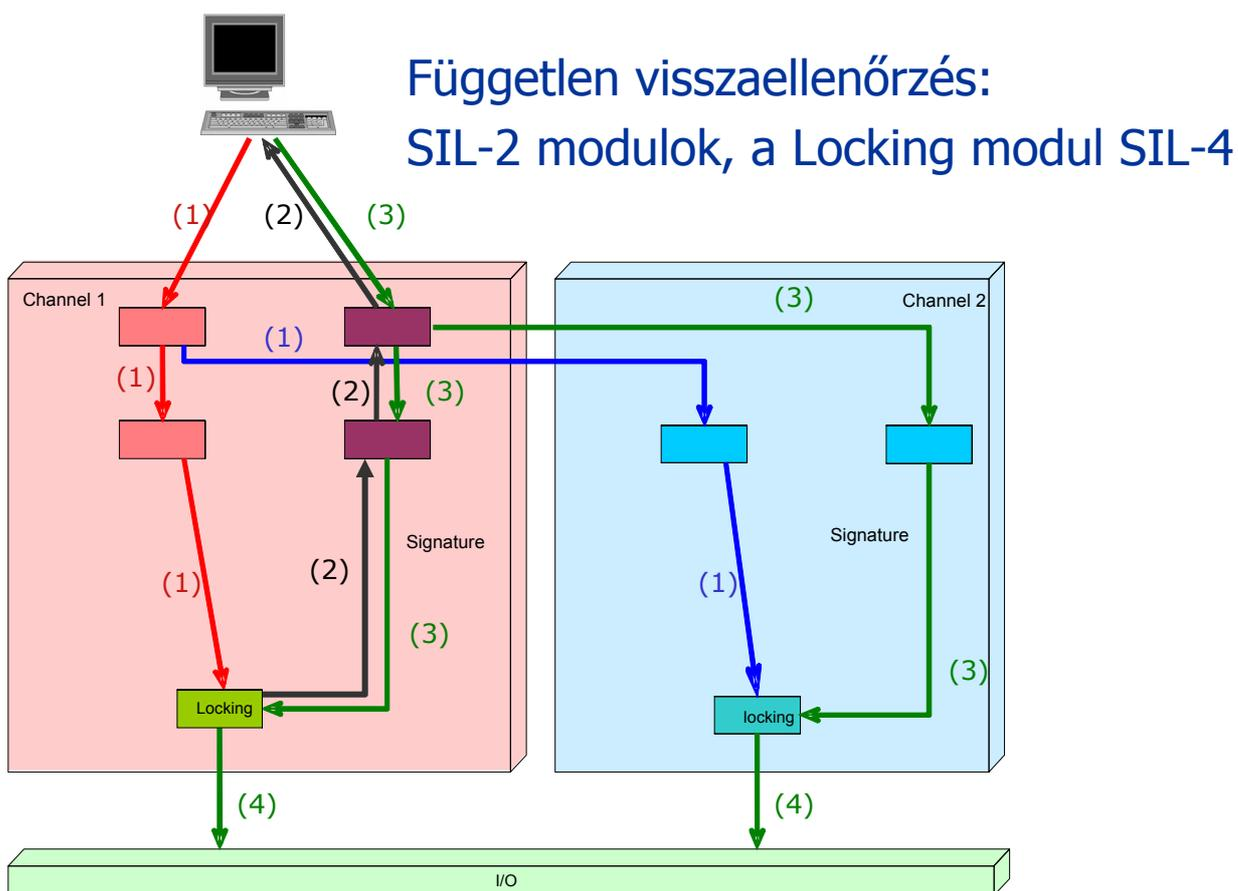 Független visszaellenőrzés:
SIL-2 modulok, a Locking modul SIL-4
(1) (2) (3)
Channel 1
(1)
(3)
Channel 2
(1)
(2)
(3)
Signature
Signature
(2)
(1)
(1)
(3)
(3)
Locking
locking
(4)
(4)
I/O